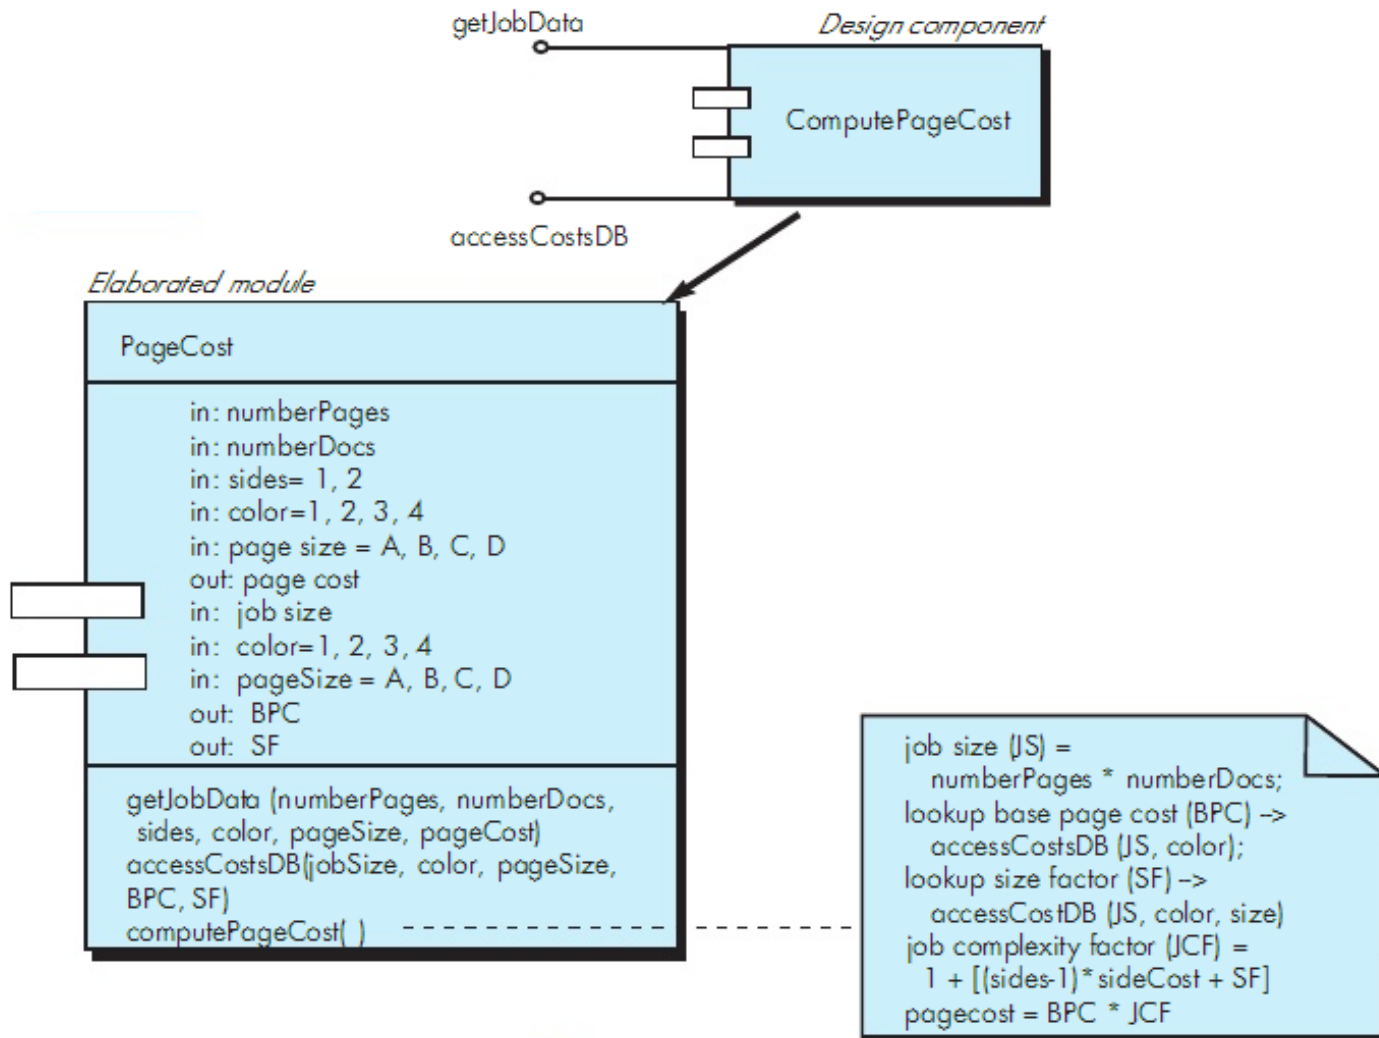 getJobData
Design component
ComputePageCost
accessCostsDB
Elaborated module
PageCost
in: numberPages
in: numberDocs
in: sides= 1, 2
in: color=1, 2, 3, 4
in: page size = A, B, C, D
out: page cost
in: job size
in: color=1, 2, 3, 4
in: pageSize = A, B, C, D
out: BPC
out: SF
getJobData (numberPages, numberDocs,
sides, color, pageSize, pageCost)
accessCostsDB(jobSize, color, pageSize,
BPC, SF)
computePageCost( )
job size (JS) =
numberPages * numberDocs;
lookup base page cost (BPC) -->
accessCostsDB (JS, color);
lookup size factor (SF) -->
accessCostDB (JS, color, size)
job complexity factor (JCF) =
1 + [(sides-1)*sideCost + SF]
pagecost = BPC * JCF